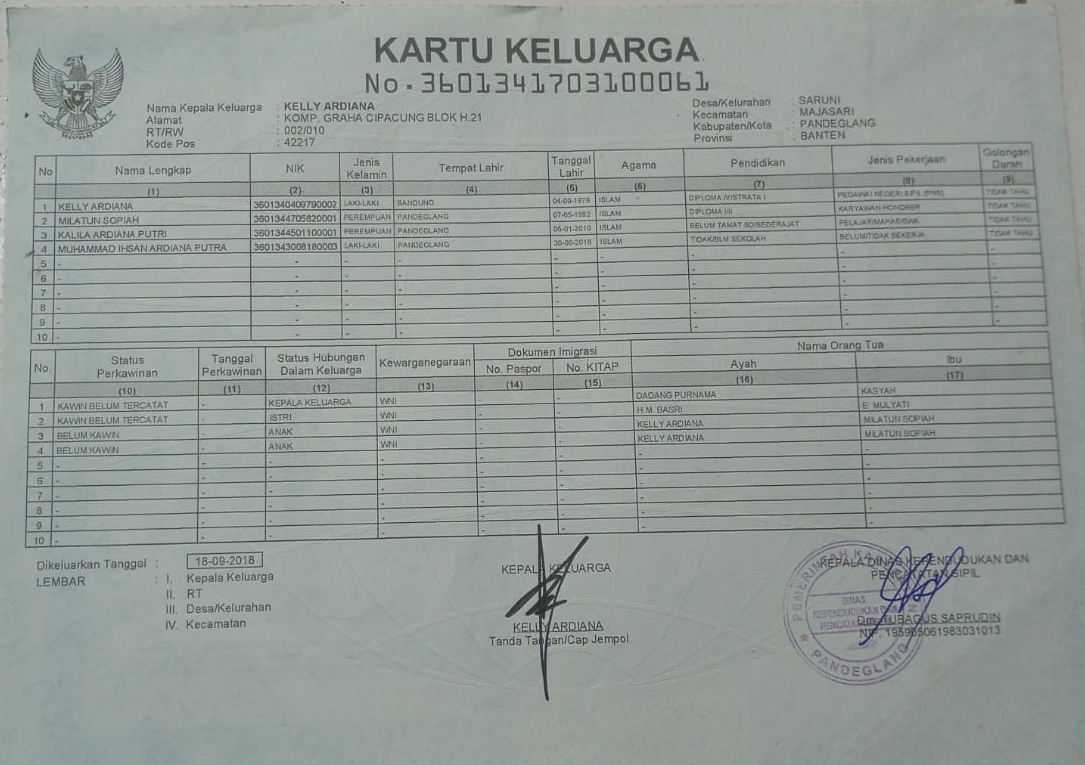 KARTU KELUARGA
No. 3601341703100061
Nama Kepala Keluarga : KELLY ARDIANA
Alamat : KOMP. GRAHA CIPACUNG BLOK H.21
RT/RW : 002/010
Kode Pos : 42217
Desa/Kelurahan : SARUNI
Kecamatan : MAJASARI
Kabupaten/Kota : PANDEGLANG
Provinsi : BANTEN
No Nama Lengkap NIK Jenis Kelamin Tempat Lahir Tanggal Lahir Agama Pendidikan Jenis Pekerjaan Golongan Darah
(1) (2) (3) (4) (5) (6) (7) (8) (9)
1 KELLY ARDIANA 3601340409790002 LAKI-LAKI BANDUNG 04-09-1979 ISLAM DIPLOMA IV/STRATA I PEGAWAI NEGERI SIPIL (PNS) TIDAK TAHU
2 MILATUN SOPIAH 3601344705820001 PEREMPUAN PANDEGLANG 07-05-1982 ISLAM DIPLOMA I/II KARYAWAN HONORER TIDAK TAHU
3 KALILA ARDIANA PUTRI 3601344501100001 PEREMPUAN PANDEGLANG 05-01-2010 ISLAM BELUM TAMAT SD/SEDERAJAT PELAJAR/MAHASISWA TIDAK TAHU
4 MUHAMMAD IHSAN ARDIANA PUTRA 3601343008180003 LAKI-LAKI PANDEGLANG 30-08-2018 ISLAM TIDAK/BLM SEKOLAH BELUM/TIDAK BEKERJA TIDAK TAHU
5 - - - - - - - - -
6 - - - - - - - - -
7 - - - - - - - - -
8 - - - - - - - - -
9 - - - - - - - - -
10 - - - - - - - - -
No. Status Perkawinan Tanggal Perkawinan Status Hubungan Dalam Keluarga Kewarganegaraan Dokumen Imigrasi Nama Orang Tua
No. Paspor No. KITAP Ayah Ibu
(10) (11) (12) (13) (14) (15) (16) (17)
1 KAWIN BELUM TERCATAT - KEPALA KELUARGA WNI - - DADANG PURNAMA KASYAH
2 KAWIN BELUM TERCATAT - ISTRI WNI - - H.M. BASRI E. MULYATI
3 BELUM KAWIN - ANAK WNI - - KELLY ARDIANA MILATUN SOPIAH
4 BELUM KAWIN - ANAK WNI - - KELLY ARDIANA MILATUN SOPIAH
5 - - - - - - - -
6 - - - - - - - -
7 - - - - - - - -
8 - - - - - - - -
9 - - - - - - - -
10 - - - - - - - -
Dikeluarkan Tanggal : 18-09-2018
LEMBAR : I. Kepala Keluarga
II. RT
III. Desa/Kelurahan
IV. Kecamatan
KEPALA KELUARGA
KELLY ARDIANA
Tanda Tangan/Cap Jempol
KEPALA DINAS KEPENDUDUKAN DAN
PENCATATAN SIPIL
Drs. TUBAGUS SAPRUDIN
NIP. 195905061983031013
DINAS
KEPENDUDUKAN DAN
PANDEGLANG